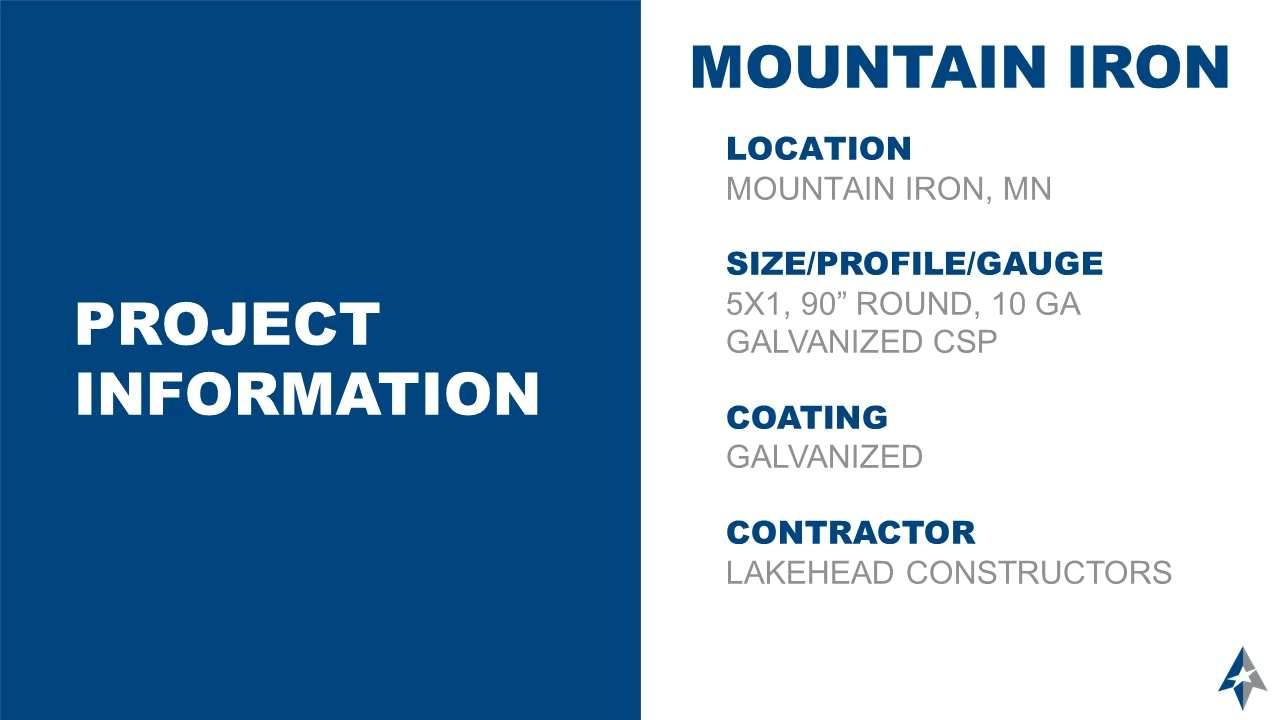 PROJECT
INFORMATION
MOUNTAIN IRON
LOCATION
MOUNTAIN IRON, MN
SIZE/PROFILE/GAUGE
5X1, 90” ROUND, 10 GA
GALVANIZED CSP
COATING
GALVANIZED
CONTRACTOR
LAKEHEAD CONSTRUCTORS